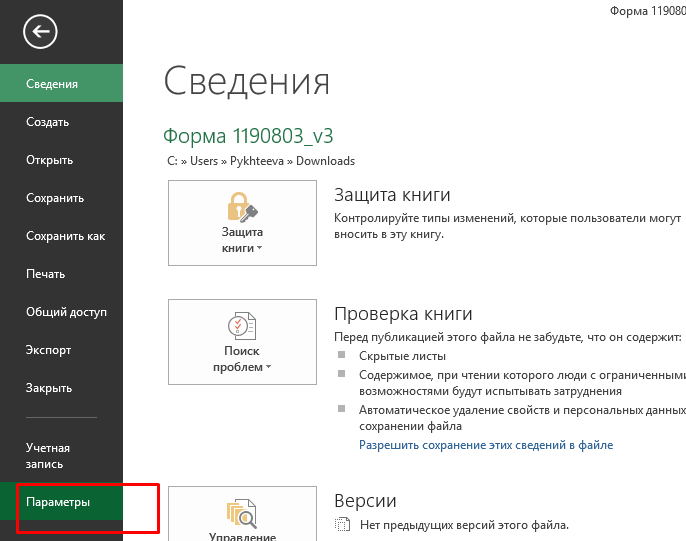 Форма 119080
Сведения
Создать
Открыть
Сохранить
Сохранить как
Печать
Общий доступ
Экспорт
Закрыть
Учетная
запись
Параметры
Сведения
Форма 1190803_v3
C: » Users » Pykhteeva » Downloads
Защита
книги
Защита книги
Контролируйте типы изменений, которые пользователи могут
вносить в эту книгу.
Поиск
проблем
Проверка книги
Перед публикацией этого файла не забудьте, что он содержит:
Скрытые листы
Содержимое, при чтении которого люди с ограниченными
возможностями будут испытывать затруднения
Автоматическое удаление свойств и персональных данных
сохранении файла
Разрешить сохранение этих сведений в файле
Управление
Версии
Нет предыдущих версий этого файла.